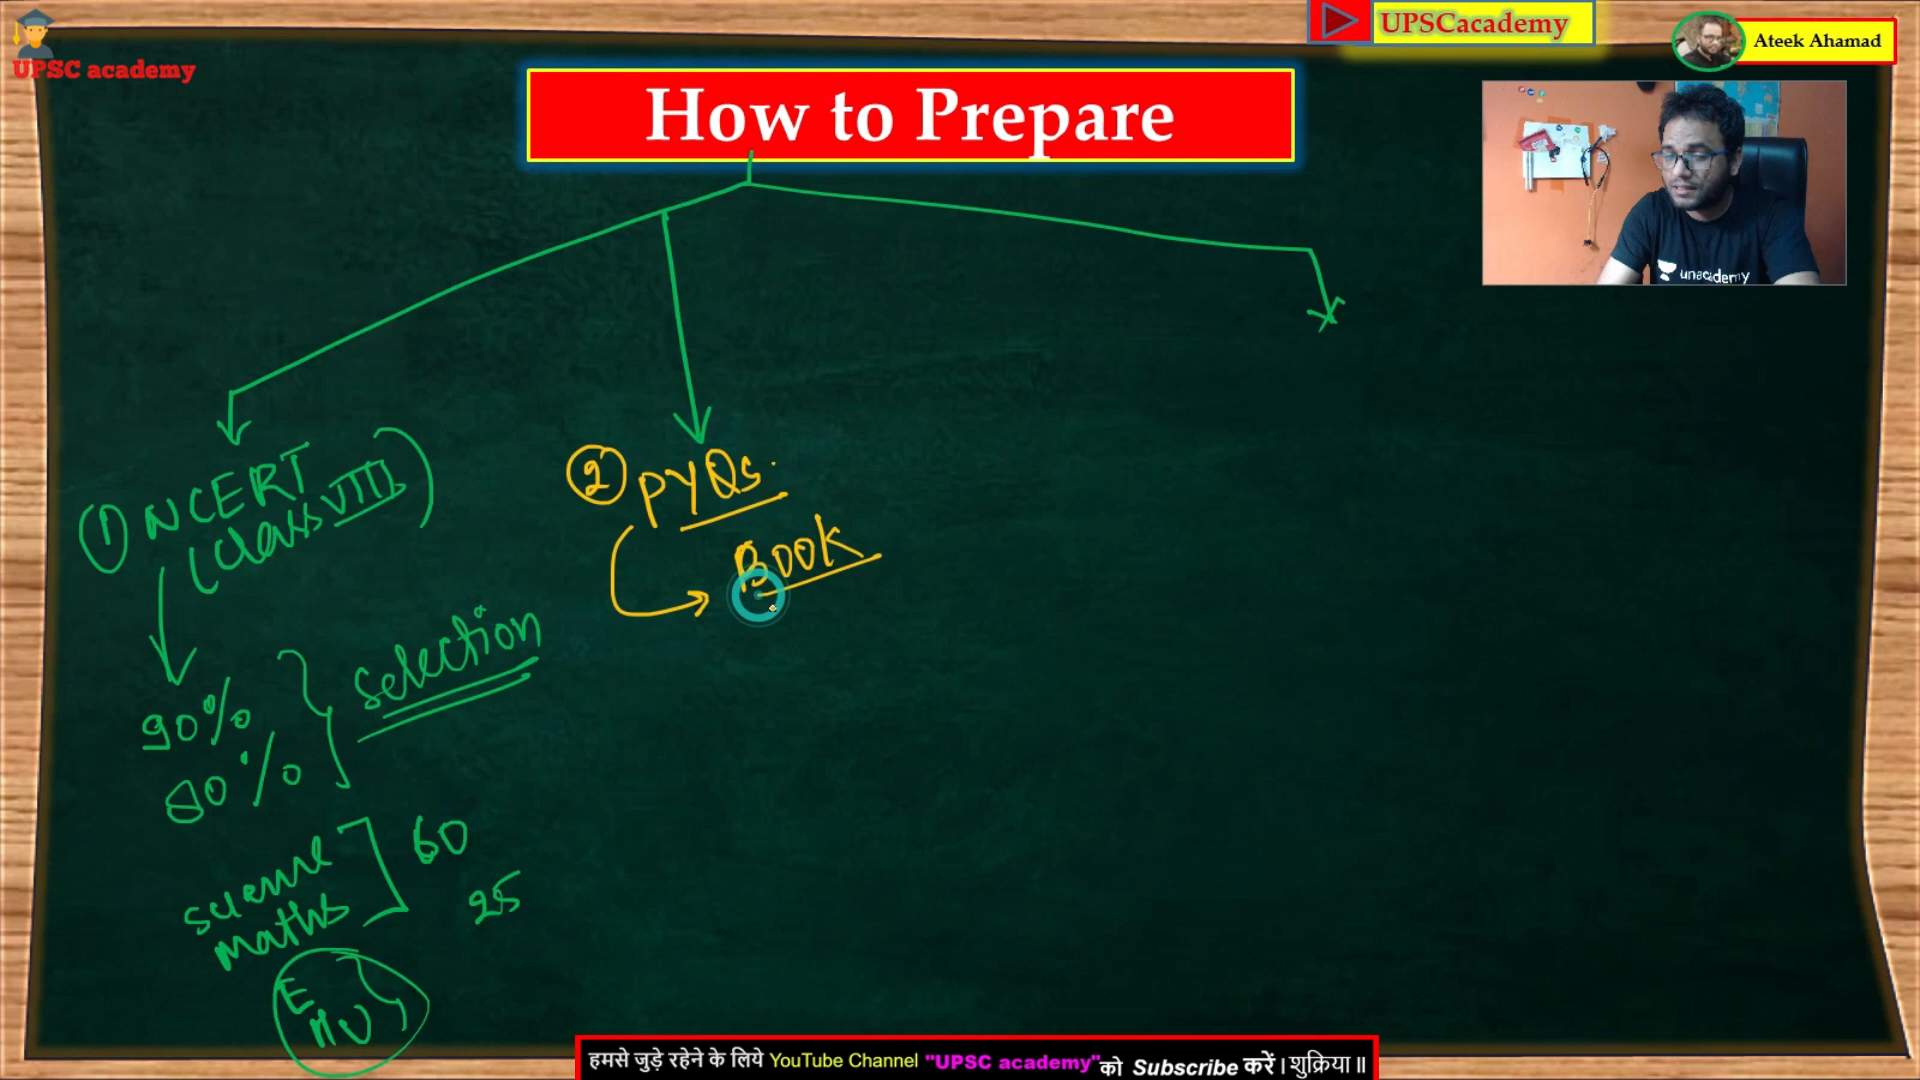 UPSCacademy
UPSC academy
Ateek Ahamad
How to Prepare
unacademy
① NCERT
(class VIII)
② PYQs.
Book
selection
90%
80%
science
maths
60
25
E
हमसे जुड़े रहेने के लिये YouTube Channel "UPSC academy" को Subscribe करें । शुक्रिया ॥